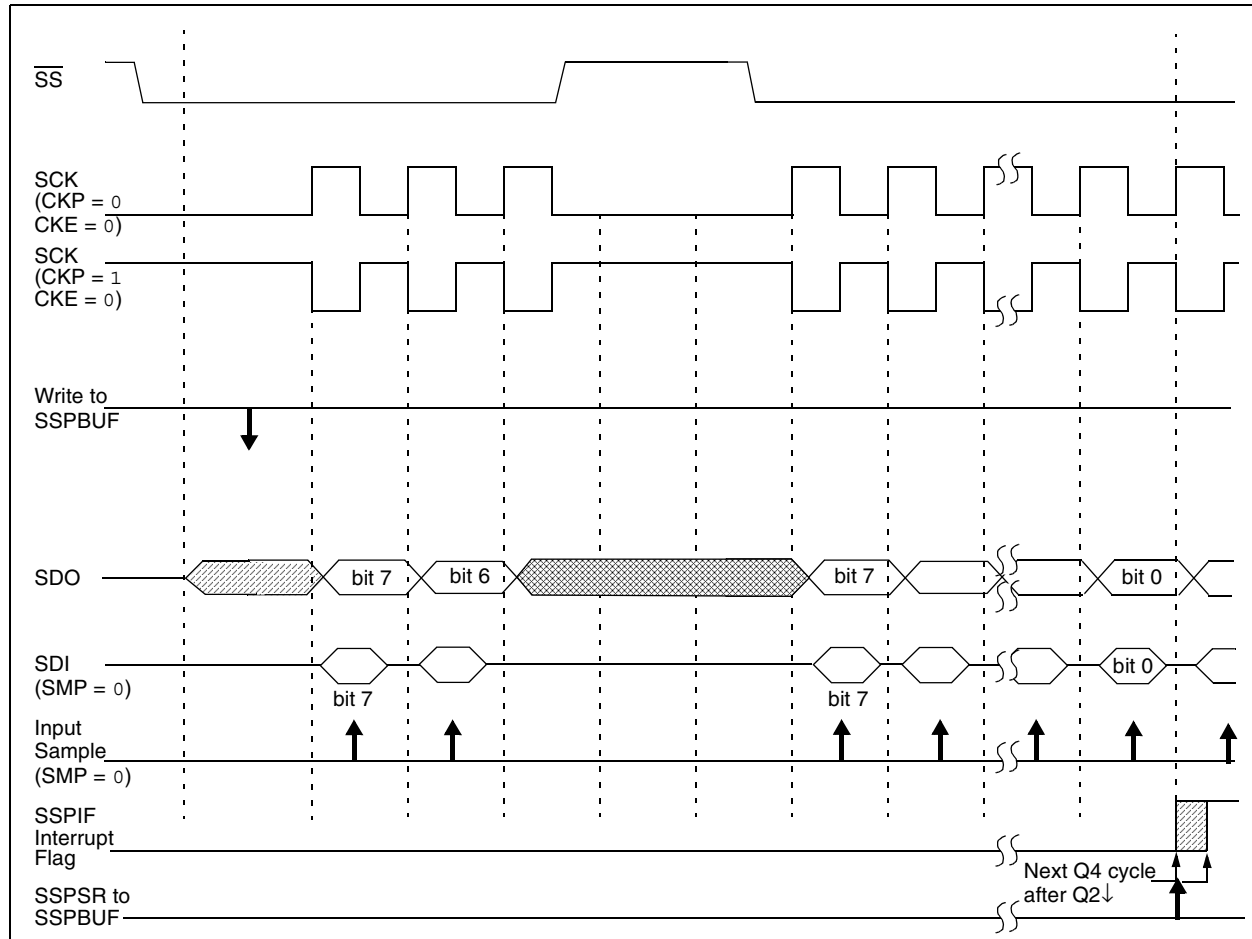 SS
SCK
(CKP = 0
CKE = 0)
SCK
(CKP = 1
CKE = 0)
Write to
SSPBUF
SDO
bit 7
bit 6
bit 7
bit 0
SDI
(SMP = 0)
bit 7
bit 7
bit 0
Input
Sample
(SMP = 0)
SSPIF
Interrupt
Flag
Next Q4 cycle
after Q2↓
SSPSR to
SSPBUF